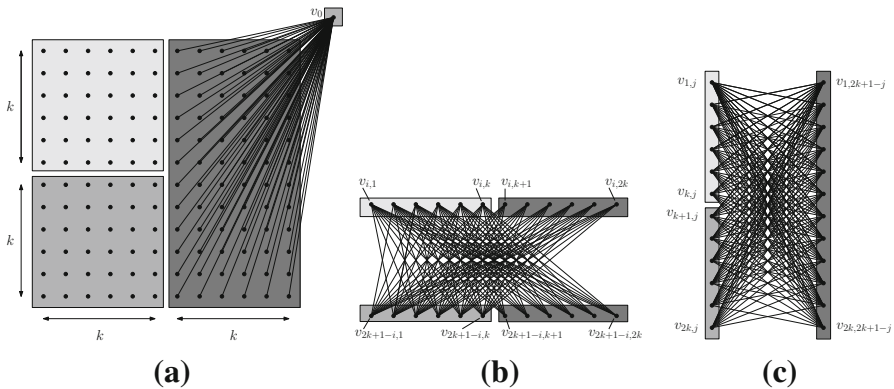 v0
k
k
k
k
(a)
vi,1
vi,k
vi,k+1
vi,2k
v2k+1−i,1
v2k+1−i,k
v2k+1−i,k+1
v2k+1−i,2k
(b)
v1,j
v1,2k+1−j
vk,j
vk+1,j
v2k,j
v2k,2k+1−j
(c)